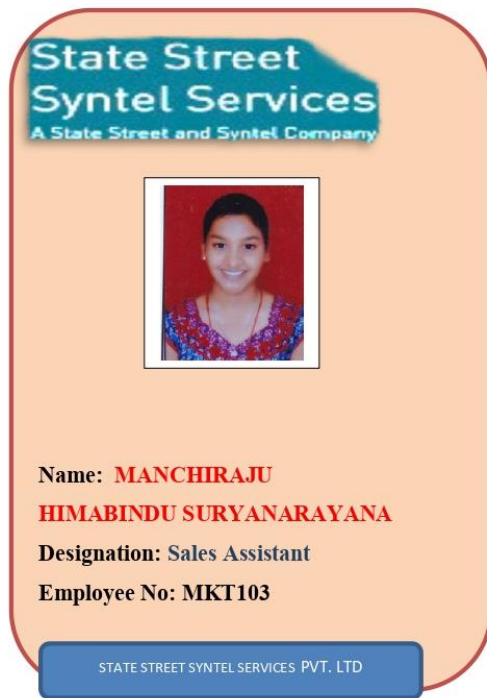 State Street
Syntel Services
A State Street and Syntel Company
Name: MANCHIRAJU
HIMABINDU SURYANARAYANA
Designation: Sales Assistant
Employee No: MKT103
STATE STREET SYNTEL SERVICES PVT. LTD